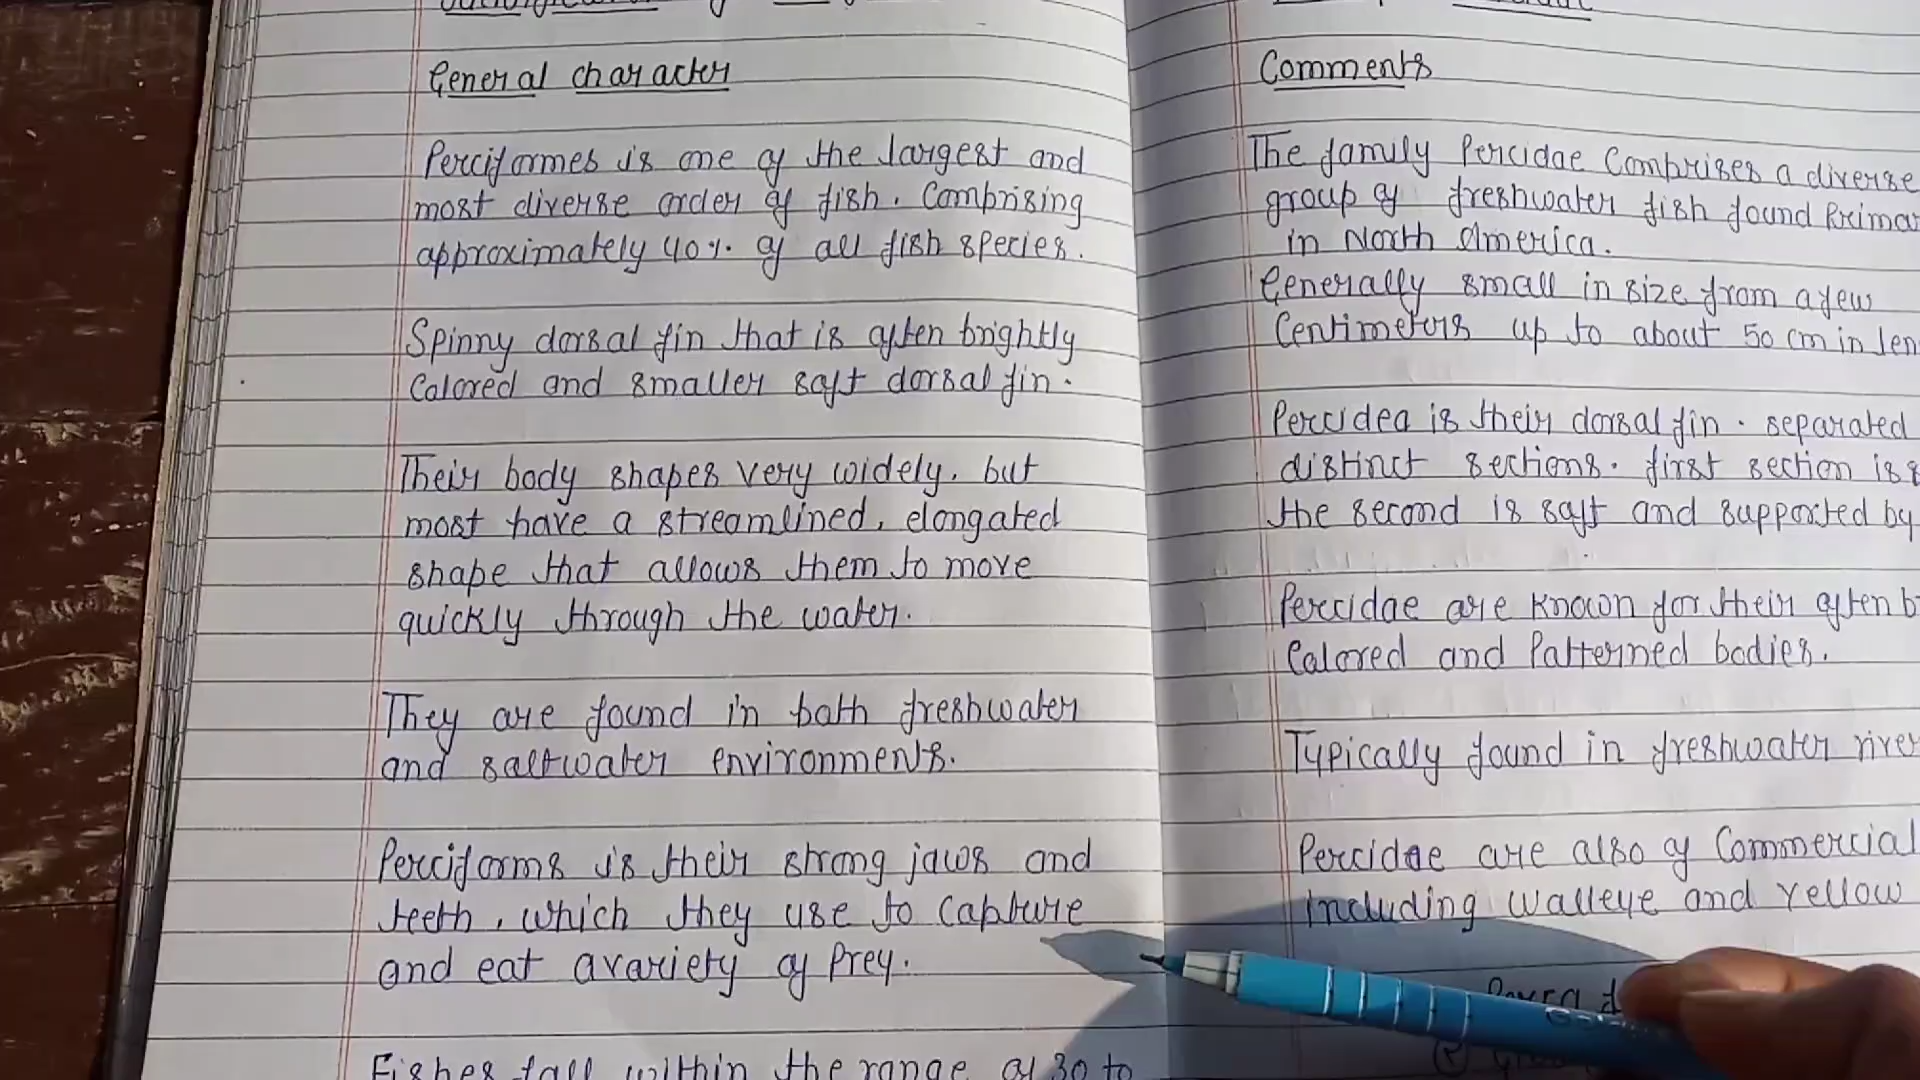 General character
Perciformes is one of the largest and
most diverse order of fish. Comprising
approximately 40% of all fish species.
Spinny dorsal fin that is often brightly
Colored and smaller soft dorsal fin.
Their body shapes very widely. but
most have a streamlined, elongated
shape that allows them to move
quickly through the water.
They are found in both freshwater
and saltwater environments.
Perciforms is their strong jaws and
teeth, which they use to capture
and eat a variety of Prey.
Fishes fall within the range of 30 to
Comments
The family Percidae Comprises a diverse
group of freshwater fish found
in North America.
Generally small in size from a few
Centimeters up to about 50 cm in
Percidea is their dorsal fin. separated
distinct sections. first section is
the second is soft and supported by
Percidae are known for their often
Colored and Patterned bodies.
Typically found in freshwater
Percidae are also of Commercial
including walleye and Yellow